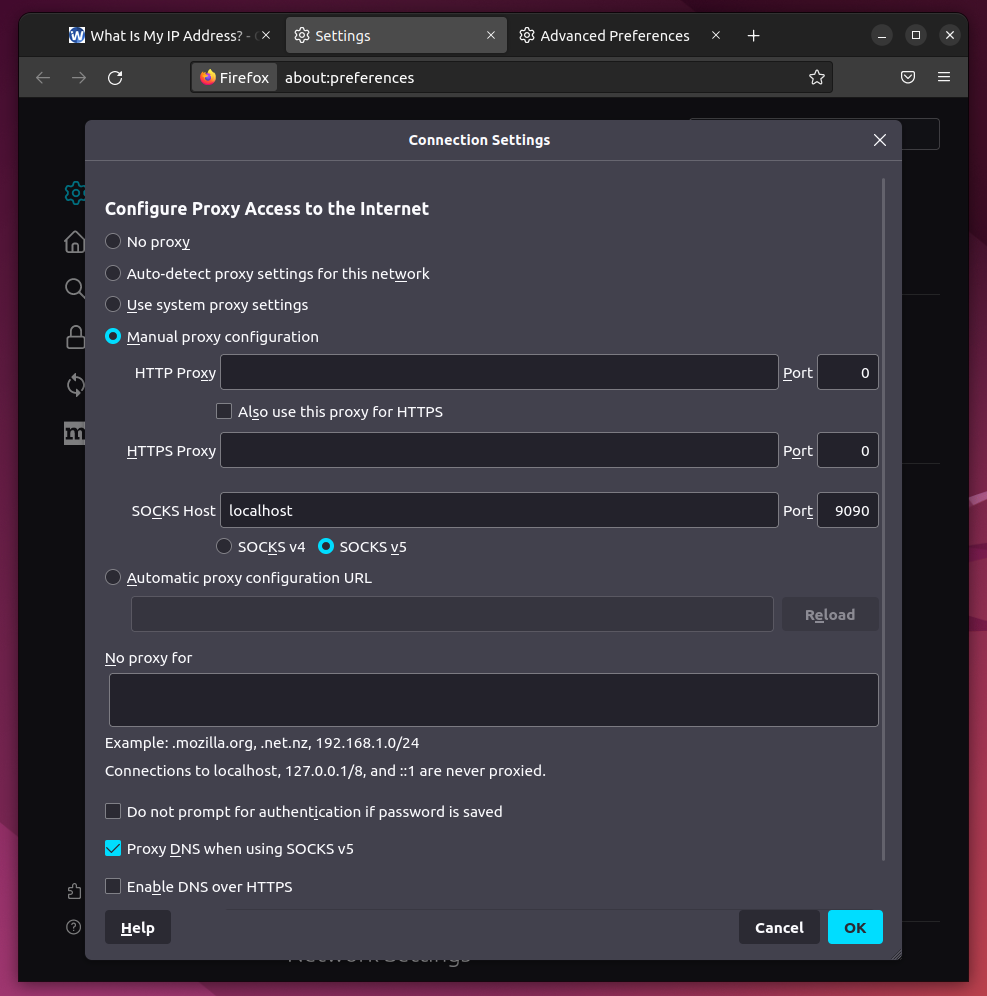 What Is My IP Address? -
Settings
Advanced Preferences
Firefox
about:preferences
Connection Settings
Configure Proxy Access to the Internet
No proxy
Auto-detect proxy settings for this network
Use system proxy settings
Manual proxy configuration
HTTP Proxy
Port 0
Also use this proxy for HTTPS
HTTPS Proxy
Port 0
SOCKS Host localhost
Port 9090
SOCKS v4 SOCKS v5
Automatic proxy configuration URL
Reload
No proxy for
Example: .mozilla.org, .net.nz, 192.168.1.0/24
Connections to localhost, 127.0.0.1/8, and ::1 are never proxied.
Do not prompt for authentication if password is saved
Proxy DNS when using SOCKS v5
Enable DNS over HTTPS
Help
Cancel
OK
Network Settings